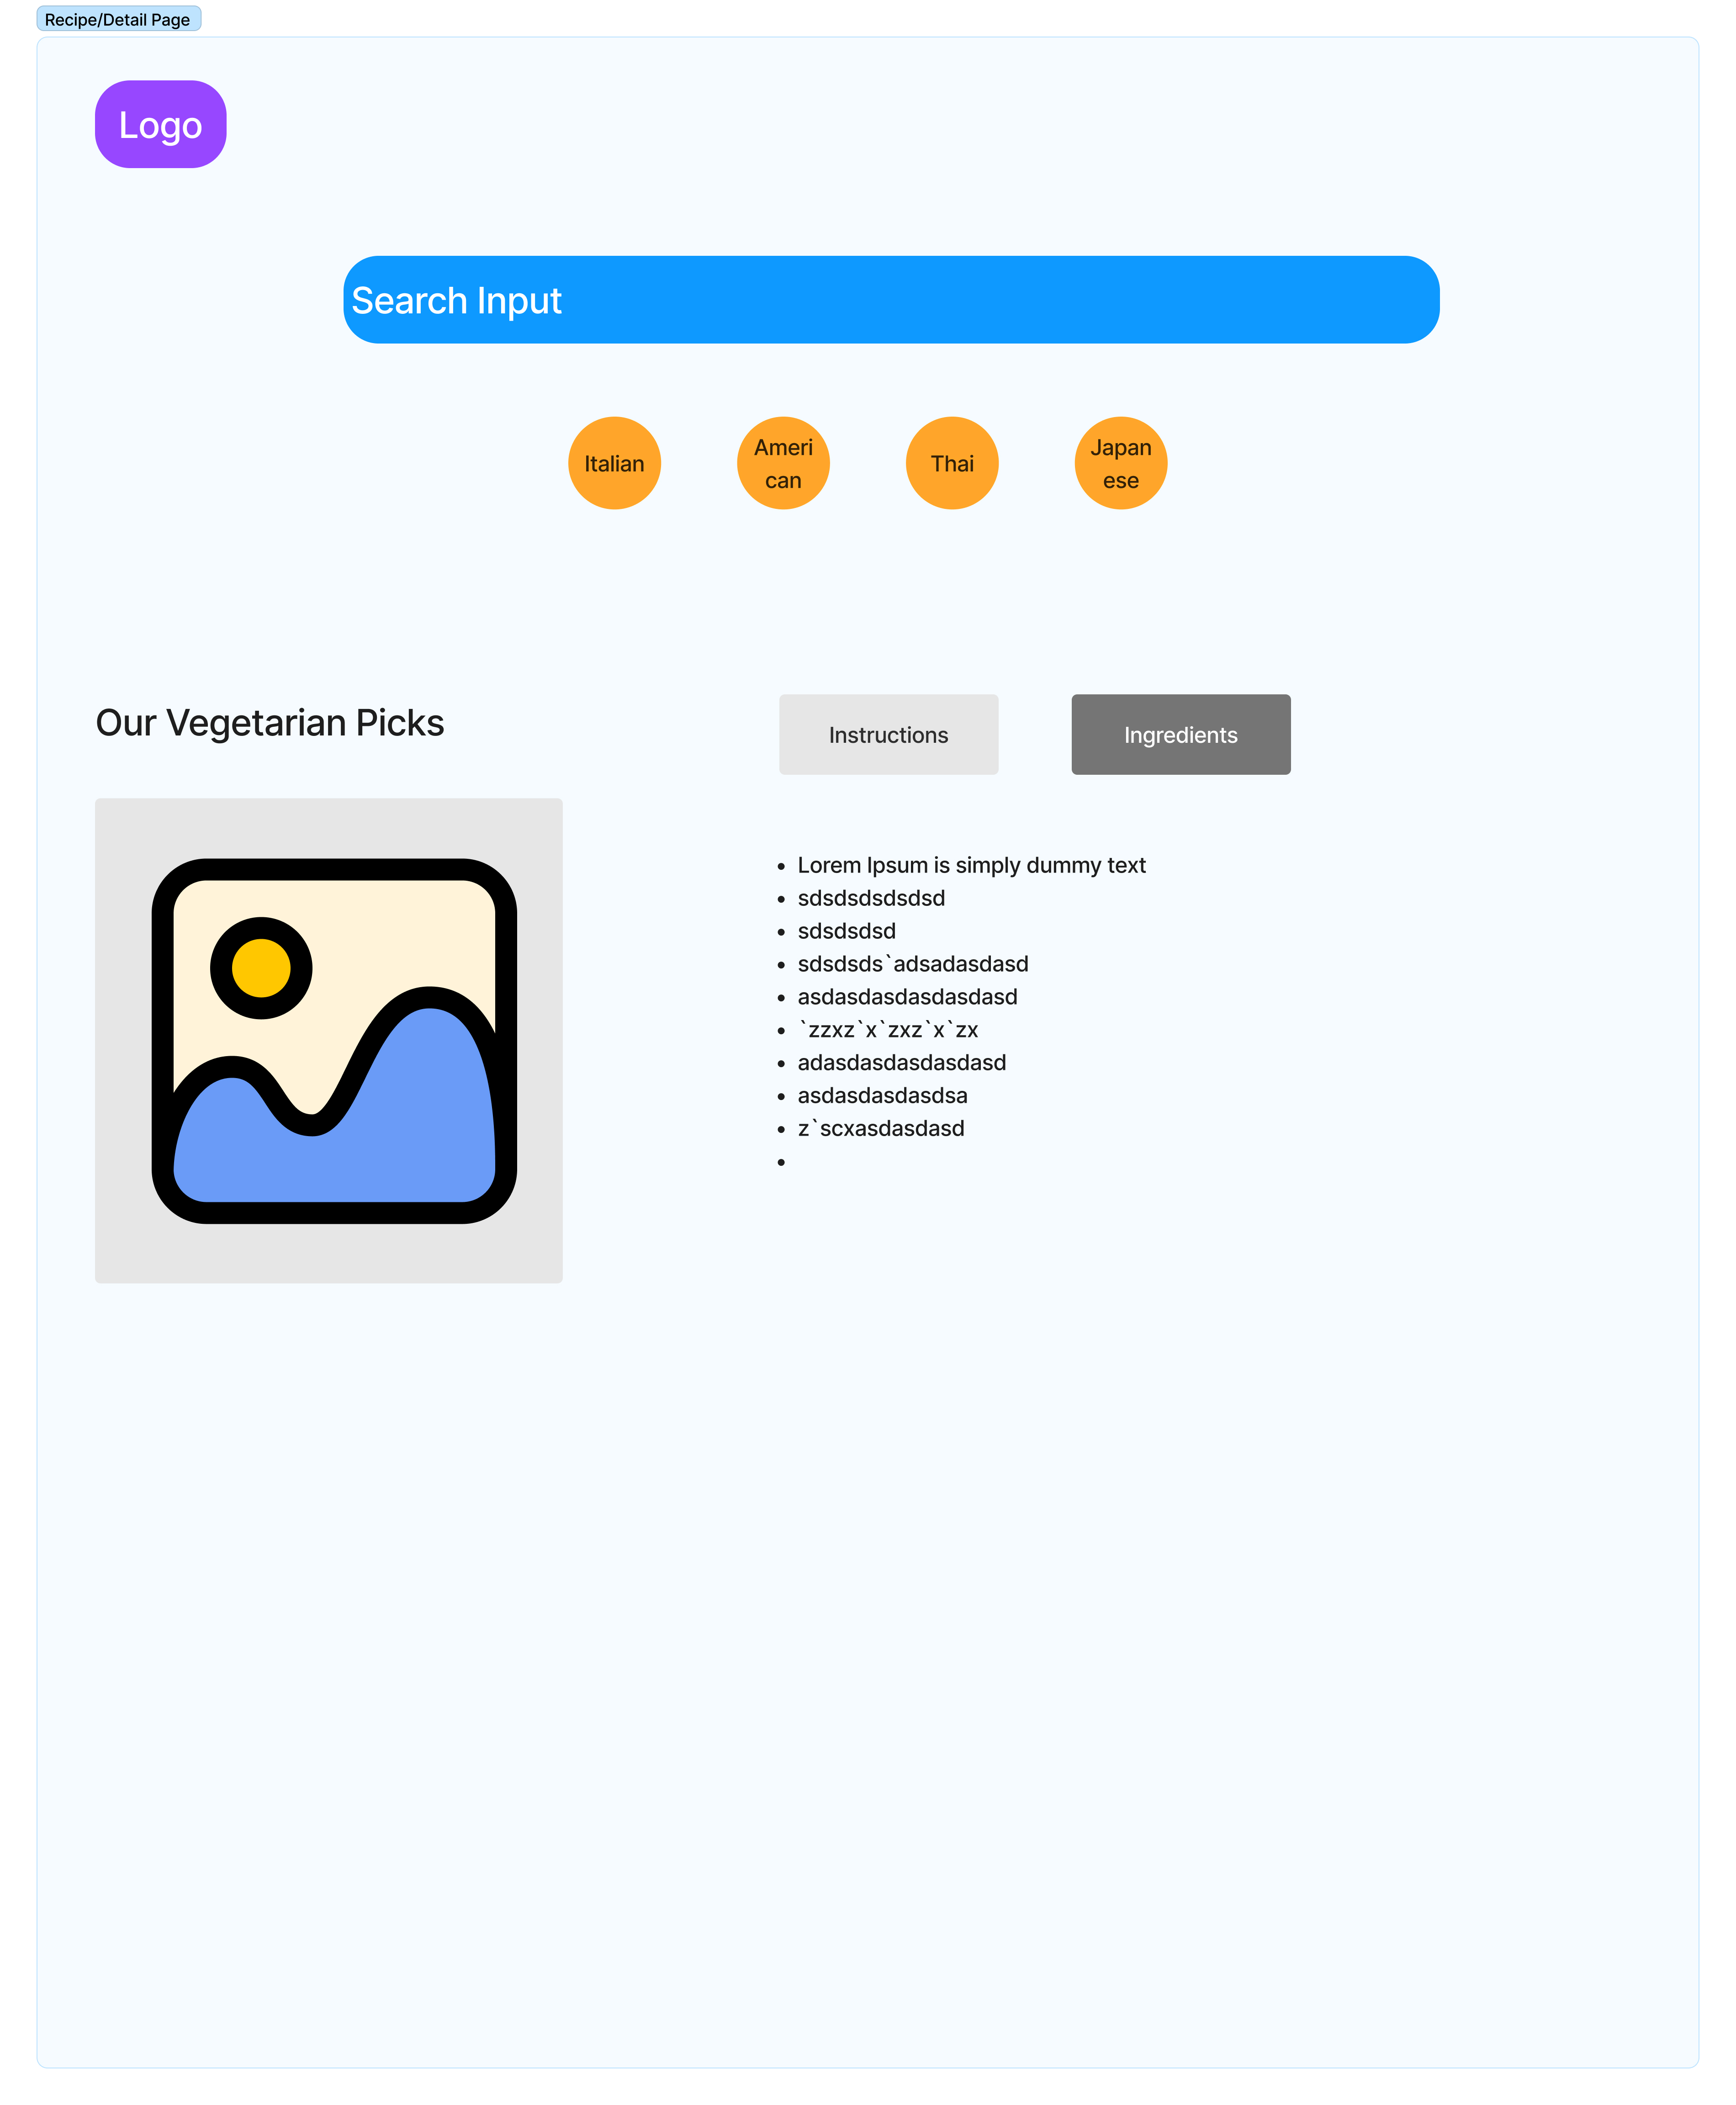 Recipe/Detail Page
Logo
Search Input
Italian
Ameri
can
Thai
Japan
ese
Our Vegetarian Picks
Instructions
Ingredients
• Lorem Ipsum is simply dummy text
• sdsdsdsdsdsd
• sdsdsdsd
• sdsdsds`adsadasdasd
• asdasdasdasdasdasd
• `zzxz`x`zxz`x`zx
• adasdasdasdasdasd
• asdasdasdasdsa
• z`scxasdasdasd
•